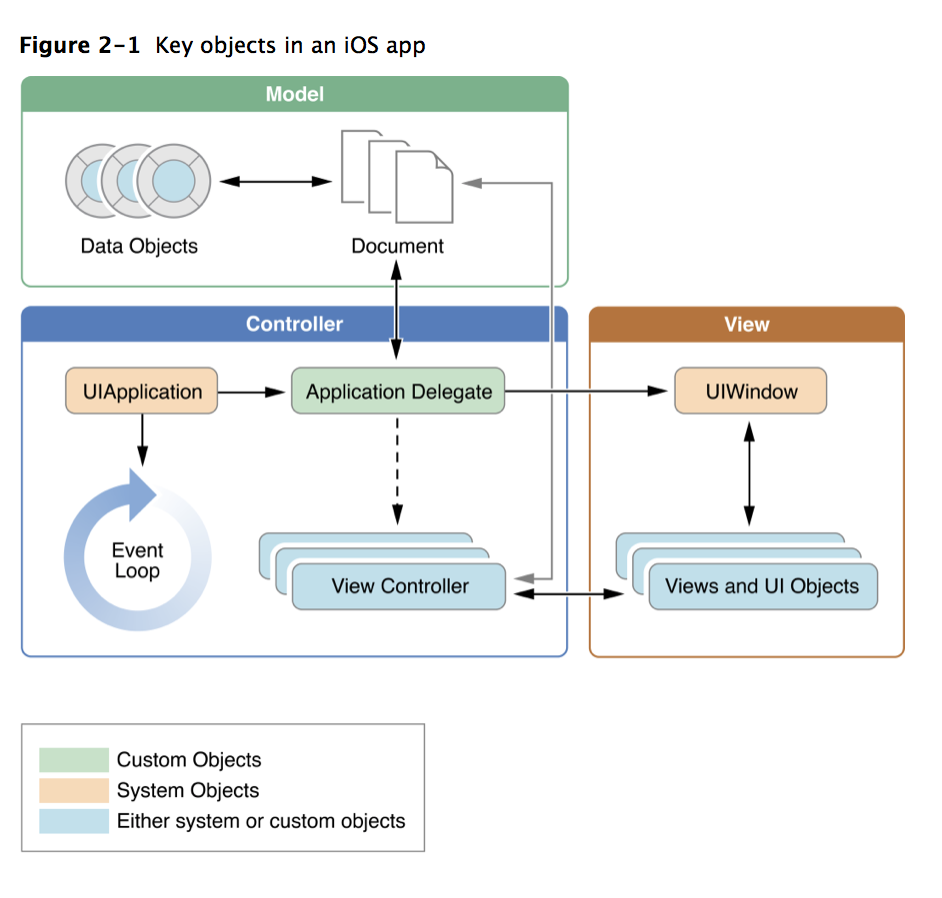 Figure 2-1 Key objects in an iOS app
Model
Data Objects
Document
Controller
View
UIApplication
Application Delegate
UIWindow
Event
Loop
View Controller
Views and UI Objects
Custom Objects
System Objects
Either system or custom objects